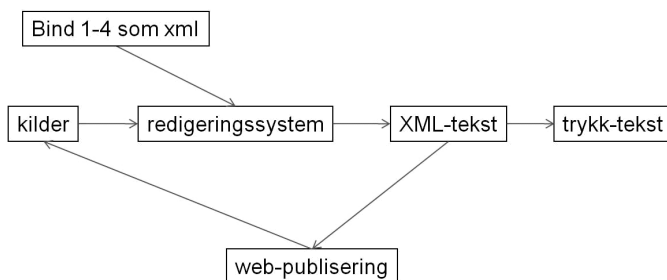 Bind 1-4 som xml
kilder
redigeringssystem
XML-tekst
trykk-tekst
web-publisering